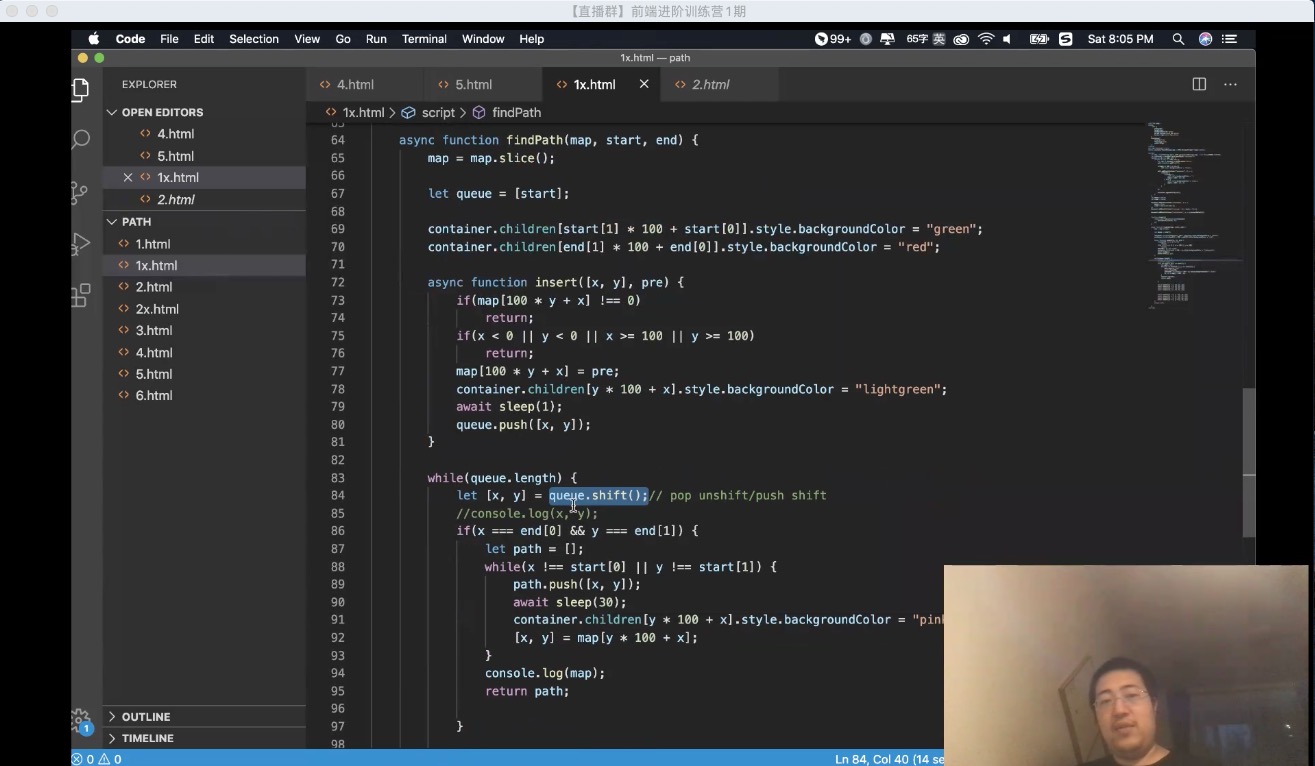 【直播群】前端进阶训练营1期
Code File Edit Selection View Go Run Terminal Window Help
99+ 65字 英 Sat 8:05 PM
1x.html — path
EXPLORER
4.html 5.html 1x.html 2.html
OPEN EDITORS
1x.html > script > findPath
4.html
5.html
1x.html
2.html
PATH
1.html
1x.html
2.html
2x.html
3.html
4.html
5.html
6.html
OUTLINE
TIMELINE
64 async function findPath(map, start, end) {
65 map = map.slice();
66
67 let queue = [start];
68
69 container.children[start[1] * 100 + start[0]].style.backgroundColor = "green";
70 container.children[end[1] * 100 + end[0]].style.backgroundColor = "red";
71
72 async function insert([x, y], pre) {
73 if(map[100 * y + x] !== 0)
74 return;
75 if(x < 0 || y < 0 || x >= 100 || y >= 100)
76 return;
77 map[100 * y + x] = pre;
78 container.children[y * 100 + x].style.backgroundColor = "lightgreen";
79 await sleep(1);
80 queue.push([x, y]);
81 }
82
83 while(queue.length) {
84 let [x, y] = queue.shift();// pop unshift/push shift
85 //console.log(x, y);
86 if(x === end[0] && y === end[1]) {
87 let path = [];
88 while(x !== start[0] || y !== start[1]) {
89 path.push([x, y]);
90 await sleep(30);
91 container.children[y * 100 + x].style.backgroundColor = "pin
92 [x, y] = map[y * 100 + x];
93 }
94 console.log(map);
95 return path;
96
97 }
98
1
0 0 Ln 84, Col 40 (14 se